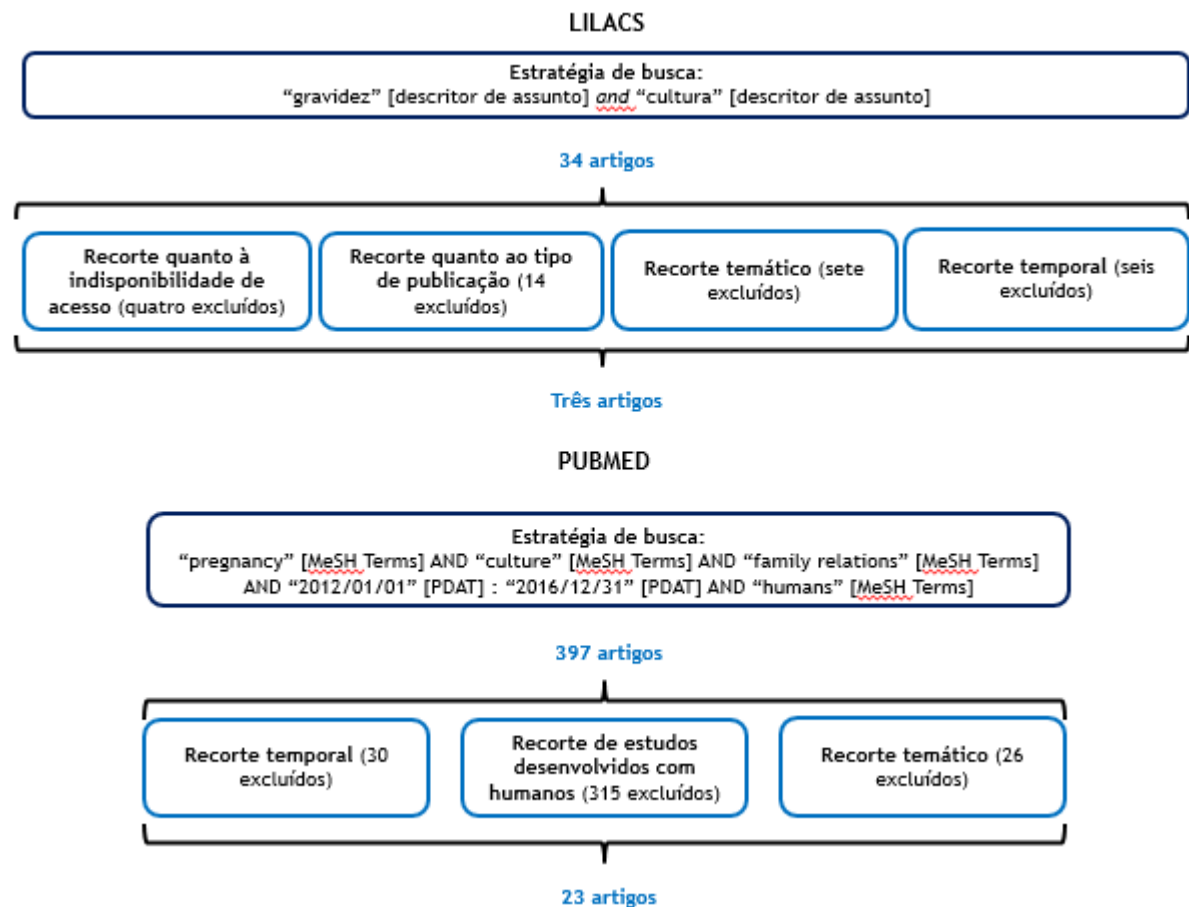 LILACS
Estratégia de busca:
“gravidez” [descritor de assunto] and “cultura” [descritor de assunto]
34 artigos
Recorte quanto à
indisponibilidade de
acesso (quatro excluídos)
Recorte quanto ao tipo
de publicação (14
excluídos)
Recorte temático (sete
excluídos)
Recorte temporal (seis
excluídos)
Três artigos
PUBMED
Estratégia de busca:
“pregnancy” [MeSH Terms] AND “culture” [MeSH Terms] AND “family relations” [MeSH Terms]
AND “2012/01/01” [PDAT] : “2016/12/31” [PDAT] AND “humans” [MeSH Terms]
397 artigos
Recorte temporal (30
excluídos)
Recorte de estudos
desenvolvidos com
humanos (315 excluídos)
Recorte temático (26
excluídos)
23 artigos